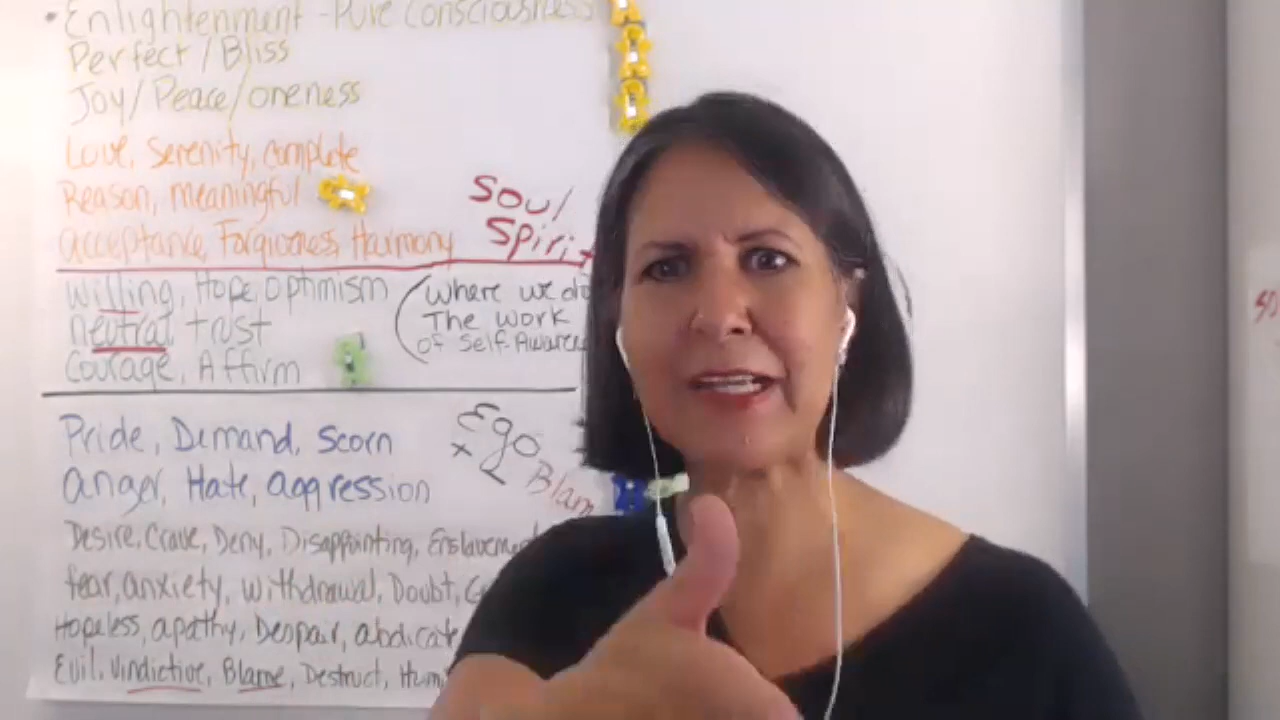 • Enlightenment - Pure Consciousness
Perfect / Bliss
Joy / Peace / oneness
Love, Serenity, complete
Reason, meaningful
Soul
Spirit
acceptance, Forgiveness, Harmony
willing, Hope, optimism
(where we do
neutral trust
The work
Courage, Affirm
of Self-Aware
Pride, Demand, Scorn
Ego
Blam
anger, Hate, aggression
Desire, Crave, Deny, Disappointing, Enslavement
fear, anxiety, withdrawal, Doubt,
Hopeless, apathy, Despair, abdicate
Evil, Vindictive, Blame, Destruct,